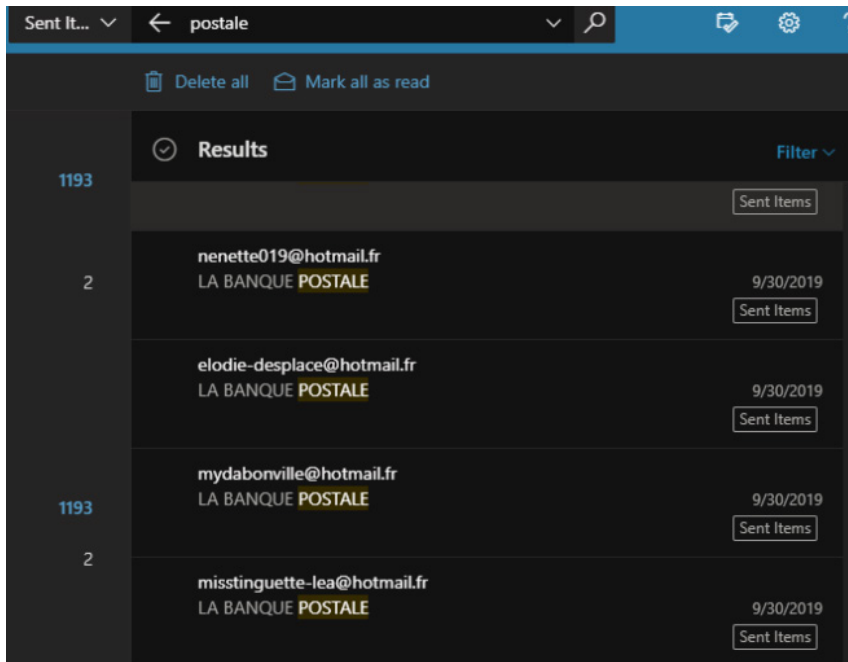 Sent It... postale
Delete all Mark all as read
Results
Filter
1193
Sent Items
nenette019@hotmail.fr
LA BANQUE POSTALE
2
9/30/2019
Sent Items
elodie-desplace@hotmail.fr
LA BANQUE POSTALE
9/30/2019
Sent Items
mydabonville@hotmail.fr
LA BANQUE POSTALE
1193
9/30/2019
Sent Items
2
misstinguette-lea@hotmail.fr
LA BANQUE POSTALE
9/30/2019
Sent Items